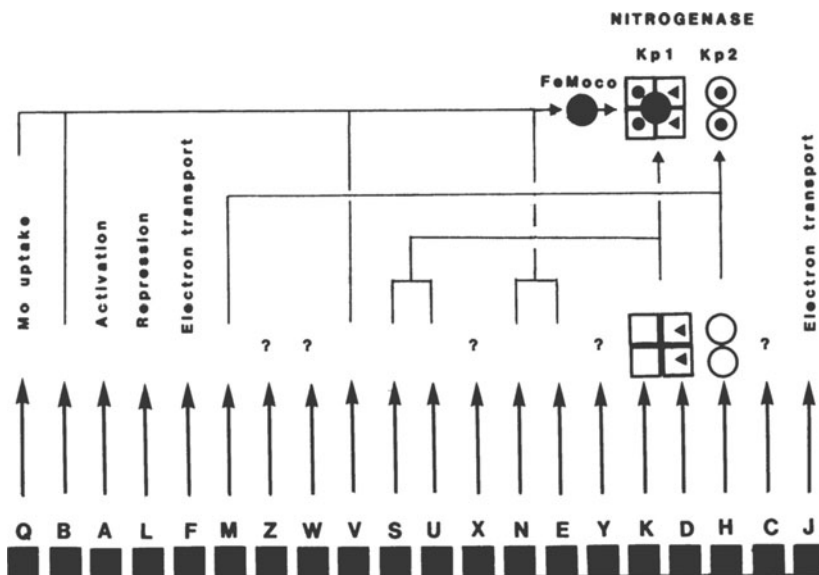 NITROGENASE
Kp1 Kp2
FeMoco
Mo uptake
Activation
Repression
Electron transport
Electron transport
? ? ? ? ?
Q B A L F M Z W V S U X N E Y K D H C J